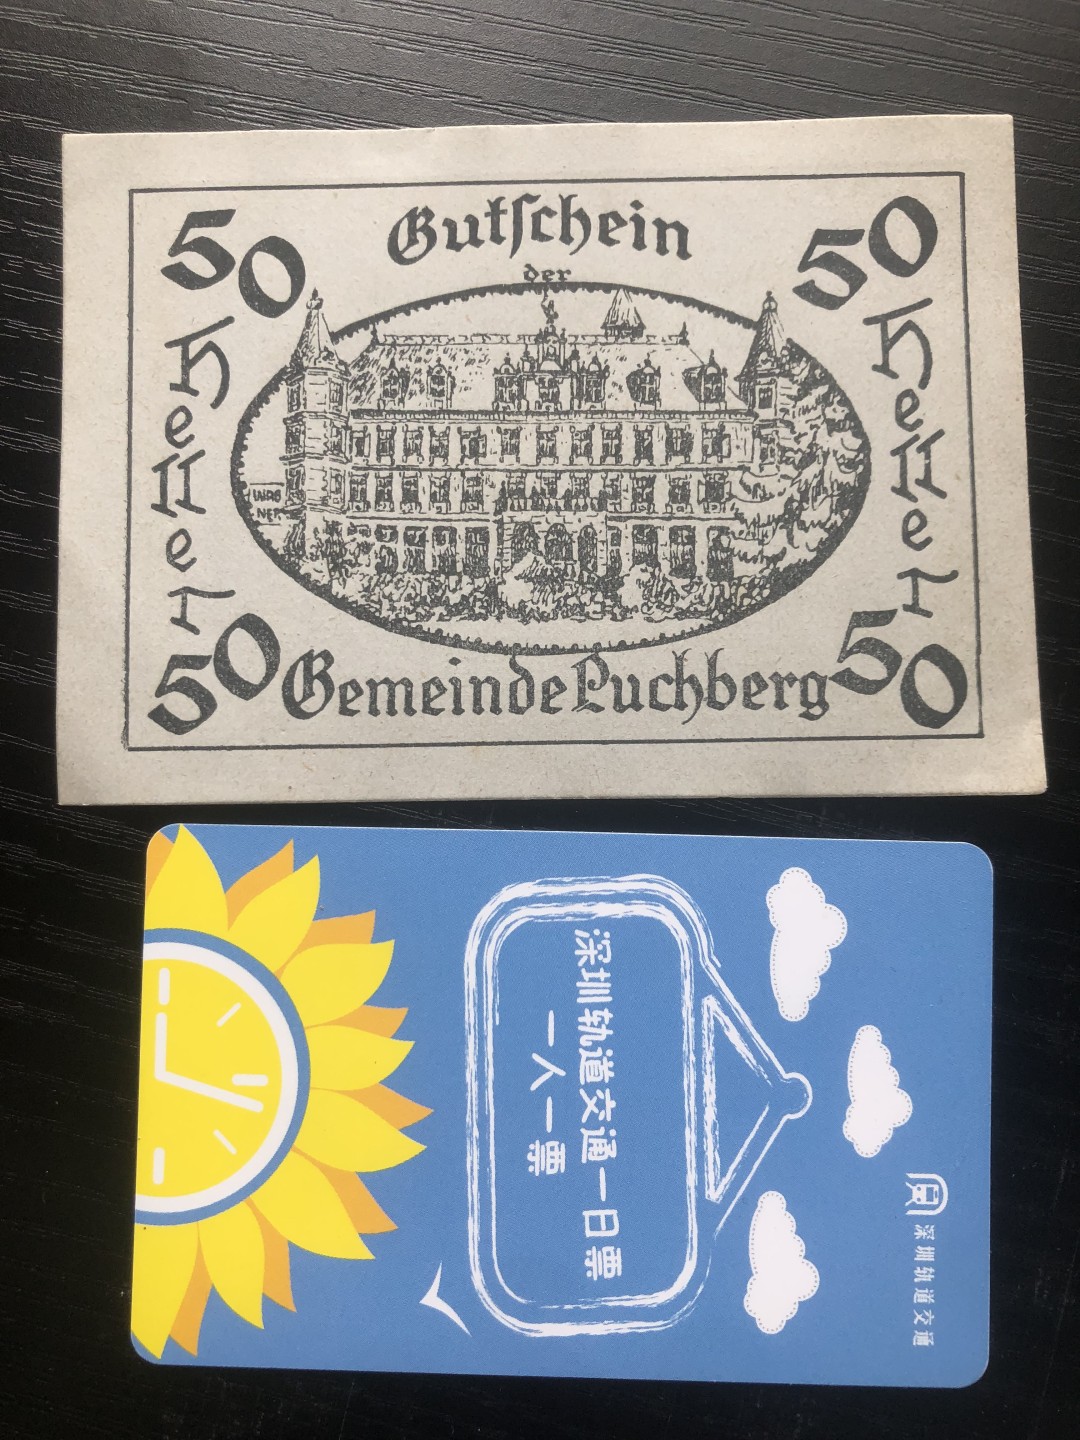 50
Gutschein
50
der
Heller
Heller
50
Gemeinde Puchberg
50
深圳轨道交通一日票
一人一票
深圳轨道交通